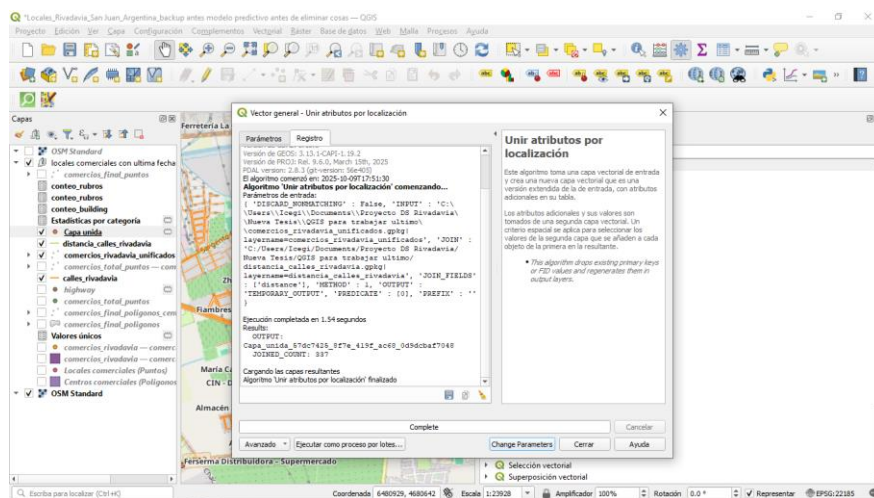 *Locales_Rivadavia_San Juan_Argentina_backup antes modelo predictivo antes de eliminar cosas — QGIS
Proyecto Edición Ver Capa Configuración Complementos Vectorial Ráster Base de datos Web Malla Procesos Ayuda
Capas
OSM Standard
locales comerciales con ultima fecha
comercios_final_puntos
conteo_rubros
conteo_rubros
conteo_building
Estadísticas por categoría
Capa unida
distancia_calles_rivadavia
comercios_rivadavia_unificados
comercios_total_puntos — com
calles_rivadavia
highway
comercios_total_puntos
comercios_final_poligonos_cen
comercios_final_poligonos
Valores únicos
comercios_rivadavia — comerc
comercios_rivadavia — comerc
Locales comerciales (Puntos)
Centros comerciales (Poligonos
OSM Standard
Ferretería La
Fiambres
María Ca
CIN - D
Almacén
Ferserma Distribuidora - Supermercado
Vector general - Unir atributos por localización
Parámetros Registro
Versión de GEOS: 3.13.1-CAPI-1.19.2
Versión de PROJ: Rel. 9.6.0, March 15th, 2025
PDAL version: 2.8.3 (git-version: 56e405)
El algoritmo comenzó en: 2025-10-09T17:51:30
Algoritmo 'Unir atributos por localización' comenzando...
Parámetros de entrada:
{ 'DISCARD_NONMATCHING' : False, 'INPUT' : 'C:\
\Users\\Icegi\\Documents\\Proyecto DS Rivadavia\
\Nueva Tesis\\QGIS para trabajar ultimo\
\comercios_rivadavia_unificados.gpkg|
layername=comercios_rivadavia_unificados', 'JOIN' :
'C:/Users/Icegi/Documents/Proyecto DS Rivadavia/
Nueva Tesis/QGIS para trabajar ultimo/
distancia_calles_rivadavia.gpkg|
layername=distancia_calles_rivadavia', 'JOIN_FIELDS'
: ['distance'], 'METHOD' : 1, 'OUTPUT' :
'TEMPORARY_OUTPUT', 'PREDICATE' : [0], 'PREFIX' : ''
}
Ejecución completada en 1.54 segundos
Results:
OUTPUT:
Capa_unida_57dc7425_8f7e_419f_ac68_0d9dcbaf7048
JOINED_COUNT: 887
Cargando las capas resultantes
Algoritmo 'Unir atributos por localización' finalizado
Unir atributos por
localización
Este algoritmo toma una capa vectorial de entrada
y crea una nueva capa vectorial que es una
versión extendida de la de entrada, con atributos
adicionales en su tabla.
Los atributos adicionales y sus valores son
tomados de una segunda capa vectorial. Un
criterio espacial se aplica para seleccionar los
valores de la segunda capa que se añaden a cada
objeto de la primera en la resultante.
This algorithm drops existing primary keys
or FID values and regenerates them in
output layers.
Complete
Cancelar
Avanzado Ejecutar como proceso por lotes... Change Parameters Cerrar Ayuda
Selección vectorial
Superposición vectorial
Escriba para localizar (Ctrl+K) Coordenada 6480929, 4680642 Escala 1:23928 Amplificador 100% Rotación 0.0 ° Representar EPSG:22185